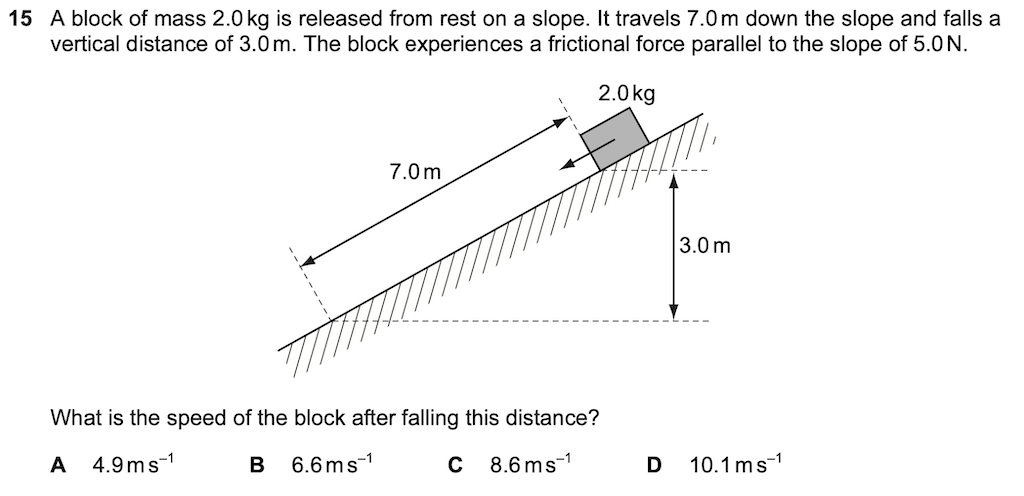 15 A block of mass 2.0 kg is released from rest on a slope. It travels 7.0 m down the slope and falls a
vertical distance of 3.0 m. The block experiences a frictional force parallel to the slope of 5.0 N.
2.0 kg
7.0 m
3.0 m
What is the speed of the block after falling this distance?
A 4.9 m s⁻¹ B 6.6 m s⁻¹ C 8.6 m s⁻¹ D 10.1 m s⁻¹